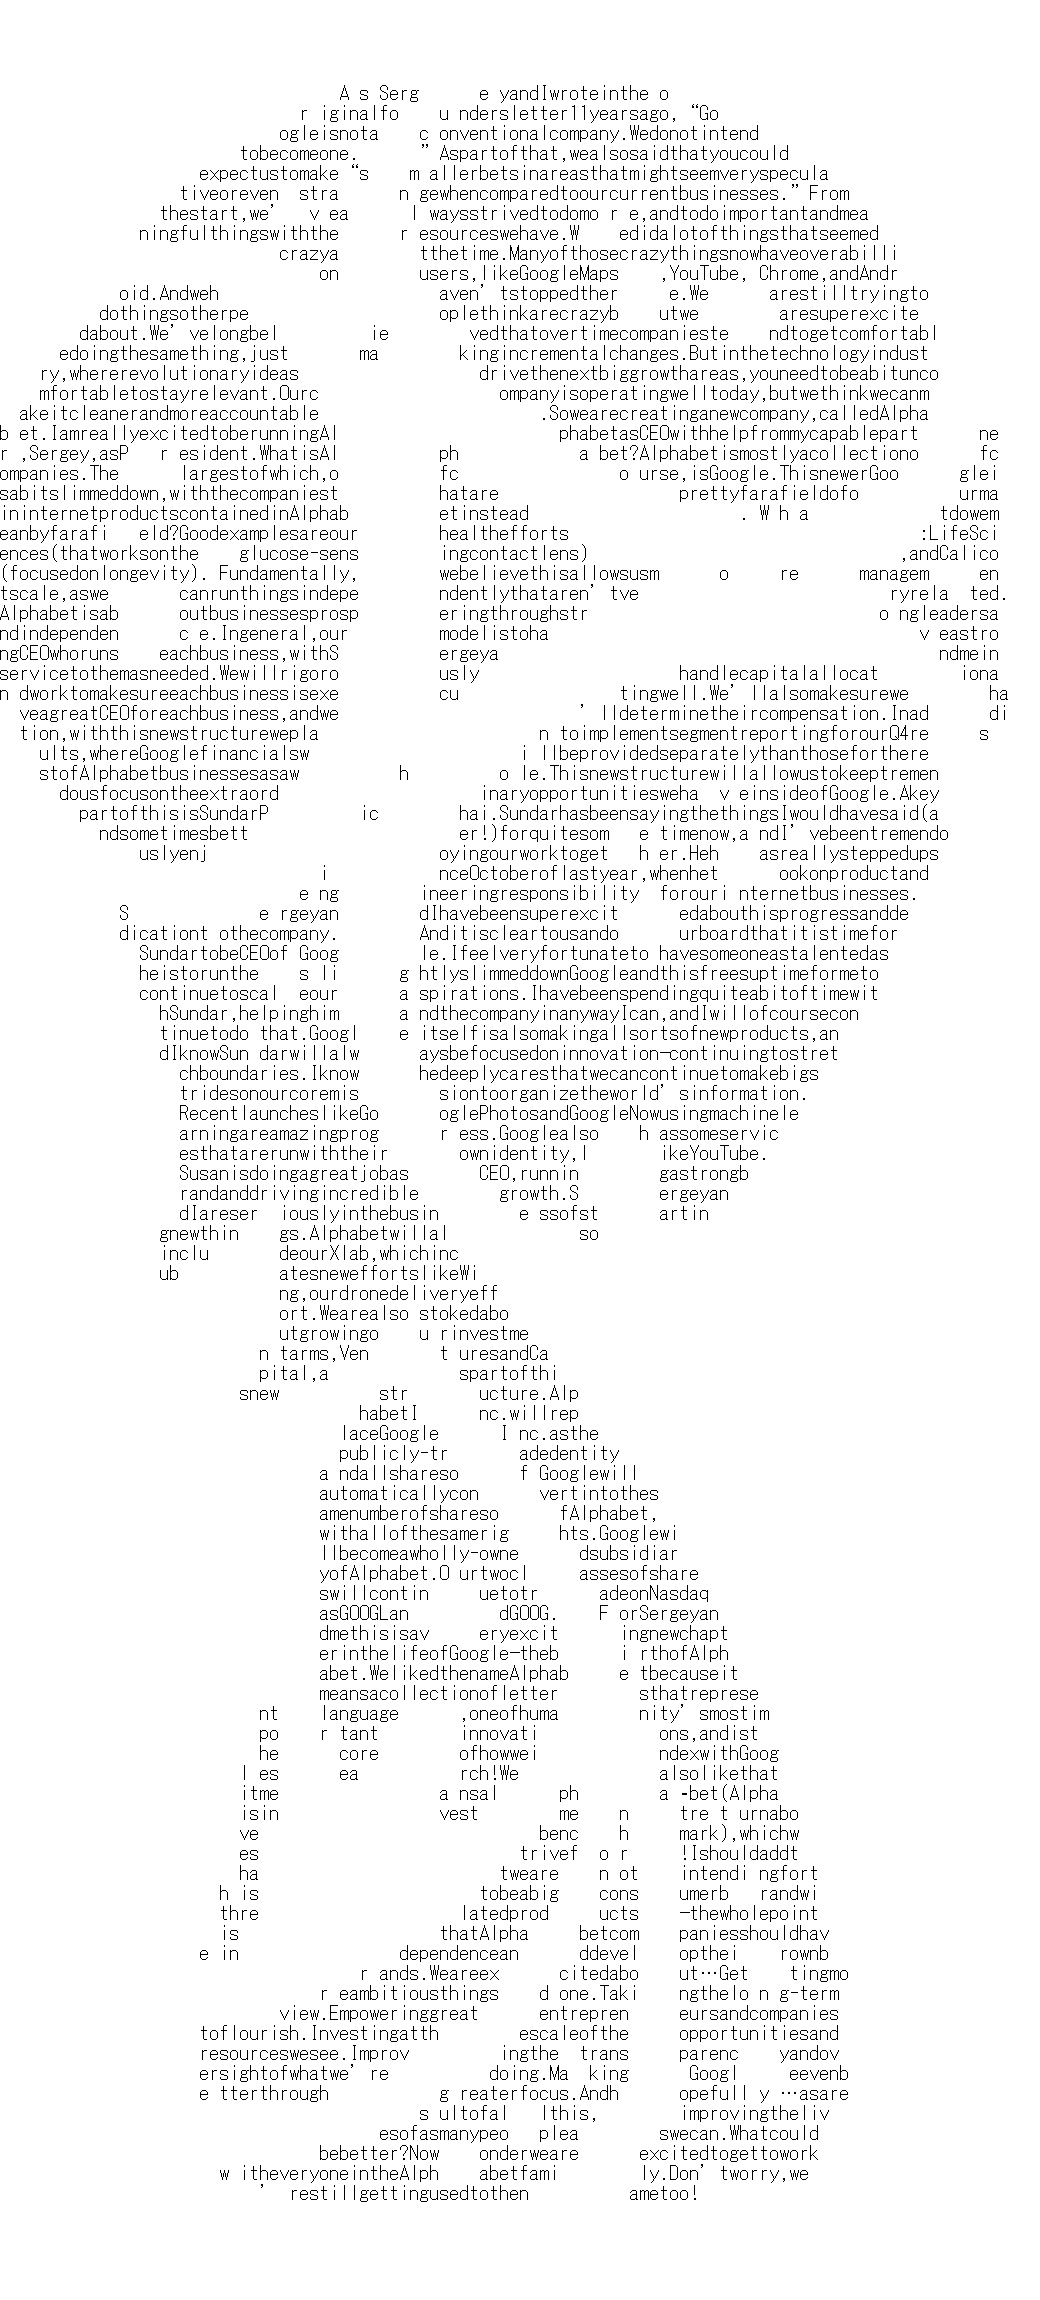 A s Serg e yandIwroteinthe o
r iginalfo u ndersletter11yearsago, “Go
ogleisnota c onventionalcompany.Wedonotintend
tobecomeone. ” Aspartofthat,wealsosaidthatyoucould
expectustomake “s m allerbetsinareasthatmightseemveryspecula
tiveoreven stra n gewhencomparedtoourcurrentbusinesses.” From
thestart,we’ v ea l waysstrivedtodomo r e,andtodoimportantandmea
ningfulthingswiththe r esourceswehave.W edidalotofthingsthatseemed
crazya tthetime.Manyofthosecrazythingsnowhaveoverabilli
on users,likeGoogleMaps ,YouTube, Chrome,andAndr
oid.Andweh aven’ tstoppedther e.We arestilltryingto
dothingsotherpe oplethinkarecrazyb utwe aresuperexcite
dabout.We’ velongbel ie vedthatovertimecompanieste ndtogetcomfortabl
edoingthesamething,just ma kingincrementalchanges.Butinthetechnologyindust
ry,whererevolutionaryideas drivethenextbiggrowthareas,youneedtobeabitunco
mfortabletostayrelevant.Ourc ompanyisoperatingwelltoday,butwethinkwecanm
akeitcleanerandmoreaccountable .Sowearecreatinganewcompany,calledAlpha
b et.IamreallyexcitedtoberunningAl phabetasCEOwithhelpfrommycapablepart ne
r ,Sergey,asP r esident.WhatisAl ph a bet?Alphabetismostlyacollectiono fc
ompanies.The largestofwhich,o fc o urse,isGoogle.ThisnewerGoo glei
sabitslimmeddown,withthecompaniest hatare prettyfarafieldofo urma
ininternetproductscontainedinAlphab etinstead . W h a tdowem
eanbyfarafi eld?Goodexamplesareour healthefforts :LifeSci
ences(thatworksonthe glucose-sens ingcontactlens) ,andCalico
(focusedonlongevity). Fundamentally, webelievethisallowsusm o re managem en
tscale,aswe canrunthingsindepe ndentlythataren’ tve ryrela ted.
Alphabetisab outbusinessesprosp eringthroughstr o ngleadersa
ndindependen c e.Ingeneral,our modelistoha v eastro
ngCEOwhoruns eachbusiness,withS ergeya ndmein
servicetothemasneeded.Wewillrigoro usly handlecapitalallocat iona
n dworktomakesureeachbusinessisexe cu tingwell.We’ llalsomakesurewe ha
veagreatCEOforeachbusiness,andwe ’ lldeterminetheircompensation.Inad di
tion,withthisnewstructurewepla n toimplementsegmentreportingforourQ4re s
ults,whereGooglefinancialsw i llbeprovidedseparatelythanthoseforthere
stofAlphabetbusinessesasaw h o le.Thisnewstructurewillallowustokeeptremen
dousfocusontheextraord inaryopportunitiesweha v einsideofGoogle.Akey
partofthisisSundarP ic hai.SundarhasbeensayingthethingsIwouldhavesaid(a
ndsometimesbett er!)forquitesom e timenow,a ndI’ vebeentremendo
uslyenj oyingourworktoget h er.Heh asreallysteppedups
i nceOctoberoflastyear,whenhet ookonproductand
e ng ineeringresponsibility forouri nternetbusinesses.
S e rgeyan dIhavebeensuperexcit edabouthisprogressandde
dicationt othecompany. Anditiscleartousando urboardthatitistimefor
SundartobeCEOof Goog le.Ifeelveryfortunateto havesomeoneastalentedas
heistorunthe s li g htlyslimmeddownGoogleandthisfreesuptimeformeto
continuetoscal eour a spirations.Ihavebeenspendingquiteabitoftimewit
hSundar,helpinghim a ndthecompanyinanywayIcan,andIwillofcoursecon
tinuetodo that.Googl e itselfisalsomakingallsortsofnewproducts,an
dIknowSun darwillalw aysbefocusedoninnovation-continuingtostret
chboundaries.Iknow hedeeplycaresthatwecancontinuetomakebigs
tridesonourcoremis siontoorganizetheworld’ sinformation.
RecentlauncheslikeGo oglePhotosandGoogleNowusingmachinele
arningareamazingprog r ess.Googlealso h assomeservic
esthatarerunwiththeir ownidentity,l ikeYouTube.
Susanisdoingagreatjobas CEO,runnin gastrongb
randanddrivingincredible growth.S ergeyan
dIareser iouslyinthebusin e ssofst artin
gnewthin gs.Alphabetwillal so
inclu deourXlab,whichinc
ub atesneweffortslikeWi
ng,ourdronedeliveryeff
ort.Wearealso stokedabo
utgrowingo u rinvestme
n tarms,Ven t uresandCa
pital,a spartofthi
snew str ucture.Alp
habetI nc.willrep
laceGoogle I nc.asthe
publicly-tr adedentity
a ndallshareso f Googlewill
automaticallycon vertintothes
amenumberofshareso fAlphabet,
withallofthesamerig hts.Googlewi
llbecomeawholly-owne dsubsidiar
yofAlphabet.O urtwocl assesofshare
swillcontin uetotr adeonNasdaq
asGOOGLan dGOOG. F orSergeyan
dmethisisav eryexcit ingnewchapt
erinthelifeofGoogle-theb i rthofAlph
abet.WelikedthenameAlphab e tbecauseit
meansacollectionofletter sthatreprese
nt language ,oneofhuma nity’ smostim
po r tant innovati ons,andist
he core ofhowwei ndexwithGoog
l es ea rch!We alsolikethat
itme a nsal ph a -bet(Alpha
isin vest me n tre t urnabo
ve benc h mark),whichw
es trivef o r !Ishouldaddt
ha tweare n ot intendi ngfort
h is tobeabig cons umerb randwi
thre latedprod ucts -thewholepoint
is thatAlpha betcom paniesshouldhav
e in dependencean ddevel opthei rownb
r ands.Weareex citedabo ut…Get tingmo
r eambitiousthings d one.Taki ngthelo n g-term
view.Empoweringgreat entrepren eursandcompanies
toflourish.Investingatth escaleofthe opportunitiesand
resourceswesee.Improv ingthe trans parenc yandov
ersightofwhatwe’ re doing.Ma king Googl eevenb
e tterthrough g reaterfocus.Andh opefull y …asare
s ultofal lthis, improvingtheliv
esofasmanypeo plea swecan.Whatcould
bebetter?Now onderweare excitedtogettowork
w itheveryoneintheAlph abetfami ly.Don’ tworry,we
’ restillgettingusedtothen ametoo!